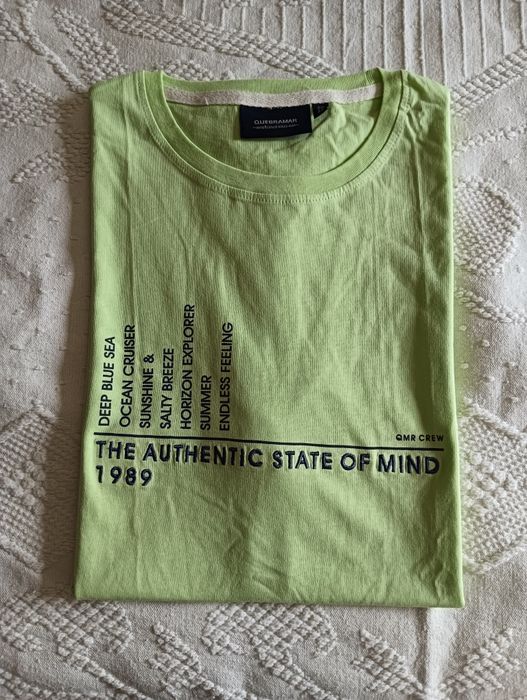 QUEBRAMAR
DEEP BLUE SEA
OCEAN CRUISER
SUNSHINE &
SALTY BREEZE
HORIZON EXPLORER
SUMMER
ENDLESS FEELING
QMR CREW
THE AUTHENTIC STATE OF MIND
1989